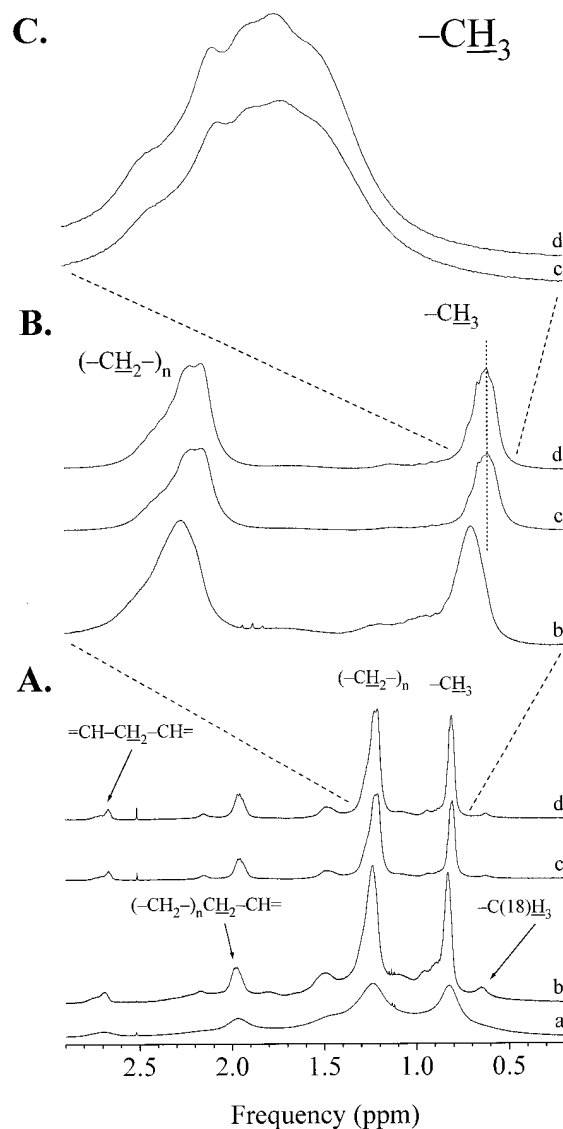 C.
–CH₃
d
c
B.
(–CH₂–)ₙ
–CH₃
d
c
b
A.
(–CH₂–)ₙ
–CH₃
=CH–CH₂–CH=
d
c
(–CH₂–)ₙCH₂–CH=
–C(18)H₃
b
a
2.5 2.0 1.5 1.0 0.5
Frequency (ppm)